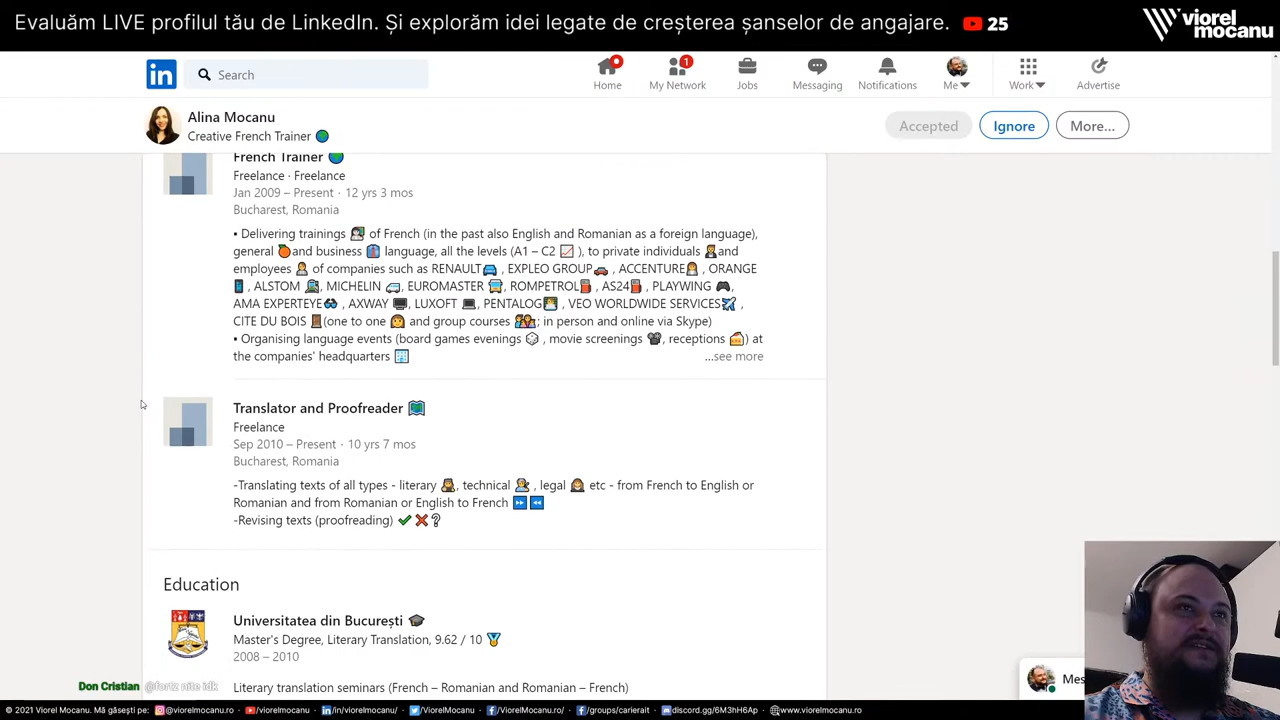 Evaluăm LIVE profilul tău de LinkedIn. Și explorăm idei legate de creșterea șanselor de angajare. 25
viorel
mocanu
in
Search
1
Home
My Network
Jobs
Messaging
Notifications
Me
Work
Advertise
Alina Mocanu
Creative French Trainer
Accepted
Ignore
More...
French Trainer
Freelance · Freelance
Jan 2009 – Present · 12 yrs 3 mos
Bucharest, Romania
▪ Delivering trainings of French (in the past also English and Romanian as a foreign language),
general and business language, all the levels (A1 – C2 ), to private individuals and
employees of companies such as RENAULT , EXPLEO GROUP , ACCENTURE , ORANGE
, ALSTOM , MICHELIN , EUROMASTER , ROMPETROL , AS24 , PLAYWING ,
AMA EXPERTEYE , AXWAY , LUXOFT , PENTALOG , VEO WORLDWIDE SERVICES ,
CITE DU BOIS (one to one and group courses ; in person and online via Skype)
▪ Organising language events (board games evenings , movie screenings , receptions ) at
the companies' headquarters ...see more
Translator and Proofreader
Freelance
Sep 2010 – Present · 10 yrs 7 mos
Bucharest, Romania
-Translating texts of all types - literary , technical , legal etc - from French to English or
Romanian and from Romanian or English to French
-Revising texts (proofreading) ✔ ❌ ?
Education
Universitatea din București
Master's Degree, Literary Translation, 9.62 / 10
2008 – 2010
Literary translation seminars (French – Romanian and Romanian – French)
Don Cristian @fortz nite idk
Mes
© 2021 Viorel Mocanu. Mă găsești pe: @viorelmocanu.ro /viorelmocanu /in/viorelmocanu/ /ViorelMocanu /ViorelMocanu.ro/ /groups/carierait discord.gg/6M3hH6Ap www.viorelmocanu.ro